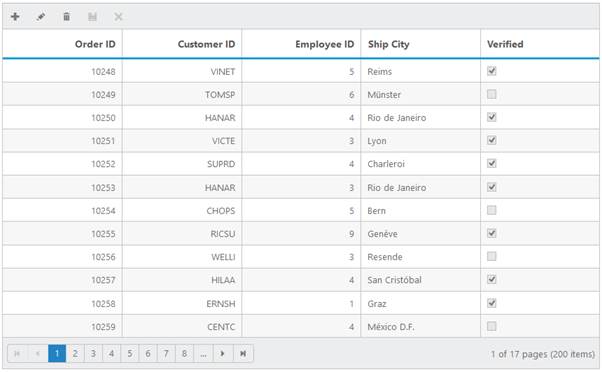 Order ID Customer ID Employee ID Ship City Verified
10248 VINET 5 Reims
10249 TOMSP 6 Münster
10250 HANAR 4 Rio de Janeiro
10251 VICTE 3 Lyon
10252 SUPRD 4 Charleroi
10253 HANAR 3 Rio de Janeiro
10254 CHOPS 5 Bern
10255 RICSU 9 Genève
10256 WELLI 3 Resende
10257 HILAA 4 San Cristóbal
10258 ERNSH 1 Graz
10259 CENTC 4 México D.F.
1 2 3 4 5 6 7 8 ... 1 of 17 pages (200 items)